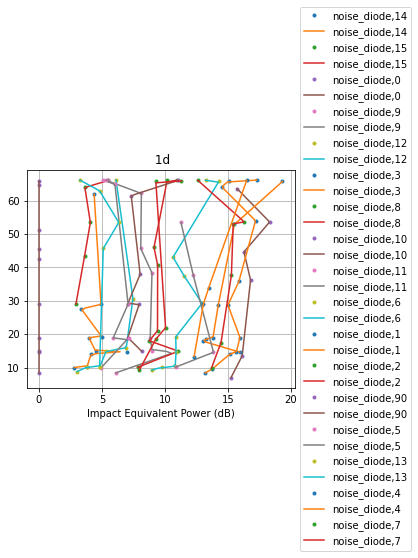 1d
60
50
40
30
20
10
0
5
10
15
20
Impact Equivalent Power (dB)
noise_diode,14
noise_diode,14
noise_diode,15
noise_diode,15
noise_diode,0
noise_diode,0
noise_diode,9
noise_diode,9
noise_diode,12
noise_diode,12
noise_diode,3
noise_diode,3
noise_diode,8
noise_diode,8
noise_diode,10
noise_diode,10
noise_diode,11
noise_diode,11
noise_diode,6
noise_diode,6
noise_diode,1
noise_diode,1
noise_diode,2
noise_diode,2
noise_diode,90
noise_diode,90
noise_diode,5
noise_diode,5
noise_diode,13
noise_diode,13
noise_diode,4
noise_diode,4
noise_diode,7
noise_diode,7